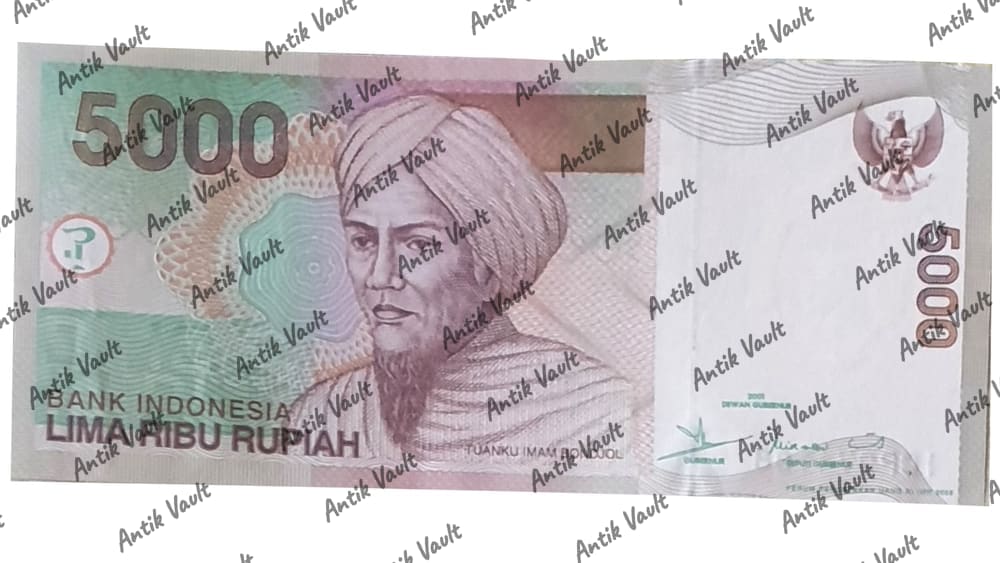 5000
BANK INDONESIA
LIMA RIBU RUPIAH
TUANKU IMAM BONDJOL
5000
2001
DEWAN GUBERNUR
GUBERNUR
DEPUTI GUBERNUR
Antik Vault